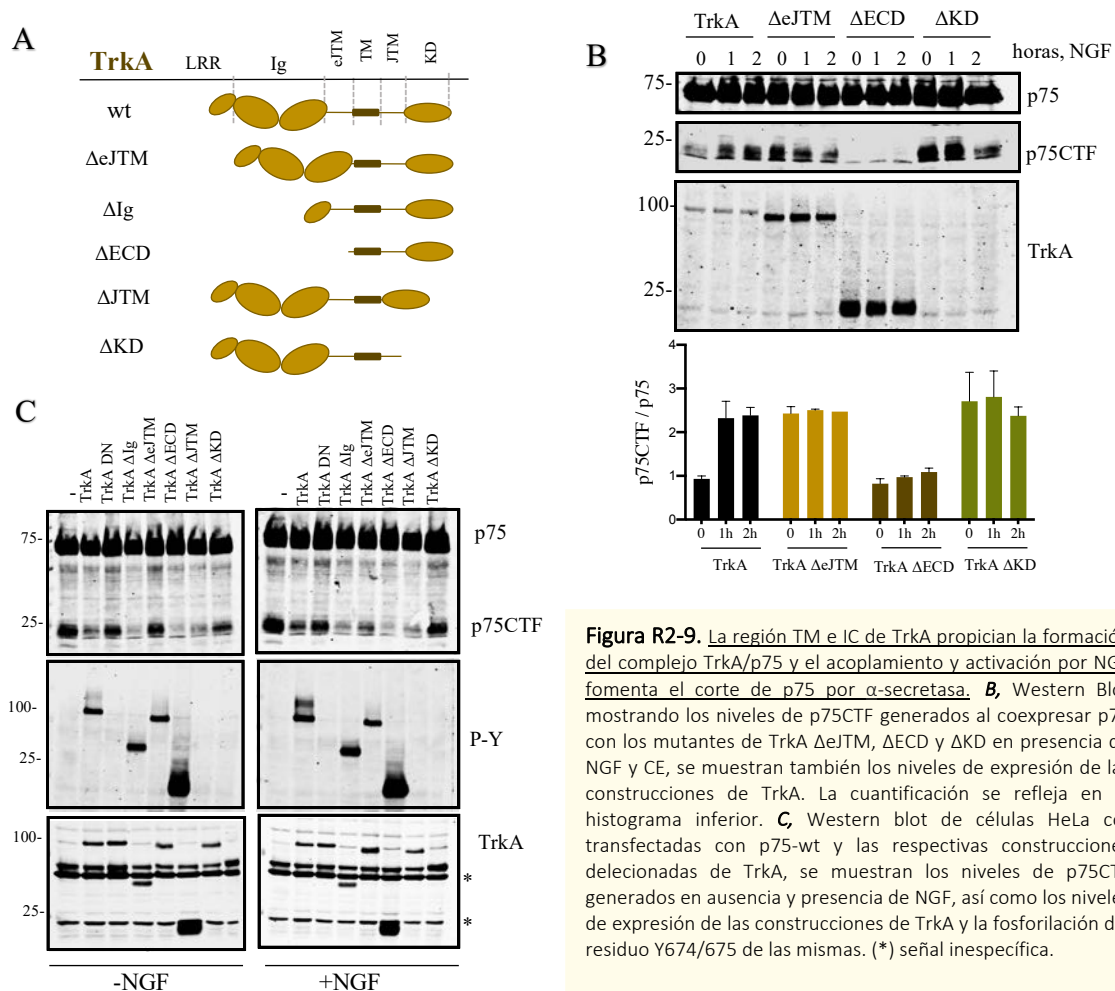 A
TrkA LRR Ig eJTM TM JTM KD
wt
ΔeJTM
ΔIg
ΔECD
ΔJTM
ΔKD
B
TrkA ΔeJTM ΔECD ΔKD
0 1 2 0 1 2 0 1 2 0 1 2 horas, NGF
75- p75
25- p75CTF
100-
TrkA
25-
p75CTF / p75
4
3
2
1
0
0 1h 2h 0 1h 2h 0 1h 2h 0 1h 2h
TrkA TrkA ΔeJTM TrkA ΔECD TrkA ΔKD
C
- TrkA TrkA DN TrkA ΔIg TrkA ΔeJTM TrkA ΔECD TrkA ΔJTM TrkA ΔKD
- TrkA TrkA DN TrkA ΔIg TrkA ΔeJTM TrkA ΔECD TrkA ΔJTM TrkA ΔKD
75- p75
25- p75CTF
100-
P-Y
25-
100- TrkA
*
25- *
-NGF +NGF
Figura R2-9. La región TM e IC de TrkA propician la formació
del complejo TrkA/p75 y el acoplamiento y activación por NG
fomenta el corte de p75 por α-secretasa. B, Western Blo
mostrando los niveles de p75CTF generados al coexpresar p7
con los mutantes de TrkA ΔeJTM, ΔECD y ΔKD en presencia d
NGF y CE, se muestran también los niveles de expresión de la
construcciones de TrkA. La cuantificación se refleja en
histograma inferior. C, Western blot de células HeLa co
transfectadas con p75-wt y las respectivas construccione
delecionadas de TrkA, se muestran los niveles de p75CT
generados en ausencia y presencia de NGF, así como los nivele
de expresión de las construcciones de TrkA y la fosforilación d
residuo Y674/675 de las mismas. (*) señal inespecífica.